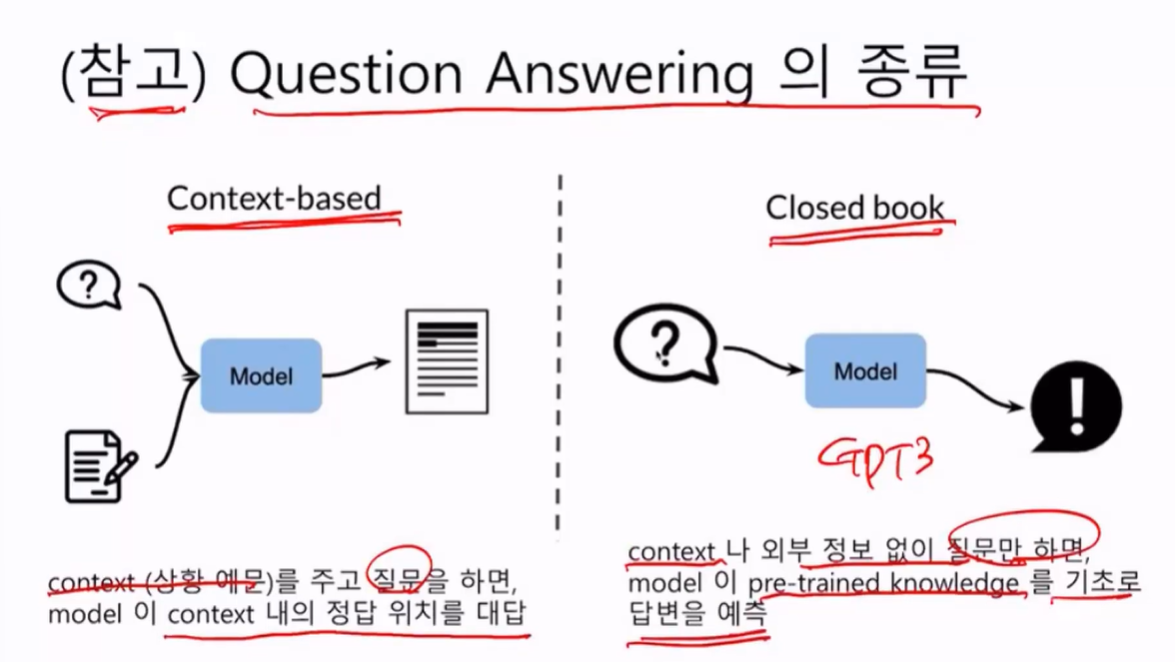 (참고) Question Answering 의 종류
Context-based
?
Model
context (상황 예문)를 주고 질문을 하면,
model 이 context 내의 정답 위치를 대답
Closed book
?
Model
!
GPT3
context 나 외부 정보 없이 질문만 하면,
model 이 pre-trained knowledge 를 기초로
답변을 예측